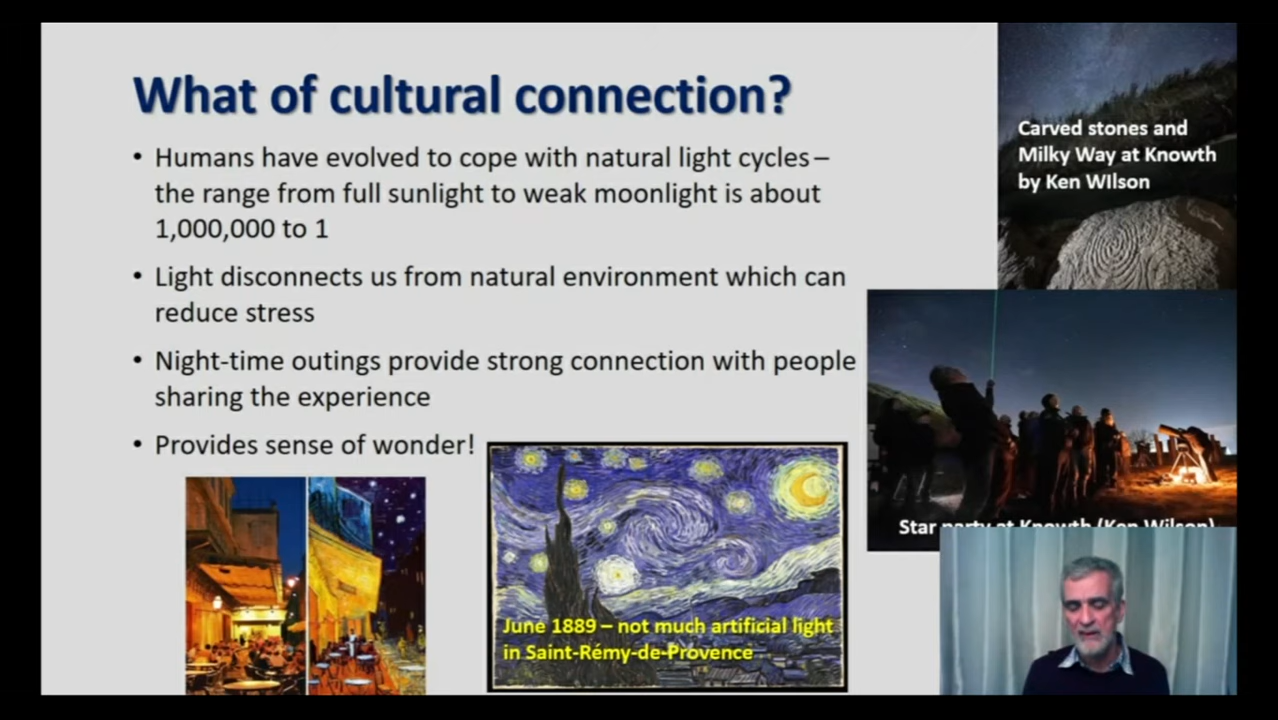 What of cultural connection?
• Humans have evolved to cope with natural light cycles –
the range from full sunlight to weak moonlight is about
1,000,000 to 1
• Light disconnects us from natural environment which can
reduce stress
• Night-time outings provide strong connection with people
sharing the experience
• Provides sense of wonder!
Carved stones and
Milky Way at Knowth
by Ken WIlson
Star party at Knowth (Ken Wilson)
June 1889 – not much artificial light
in Saint-Rémy-de-Provence